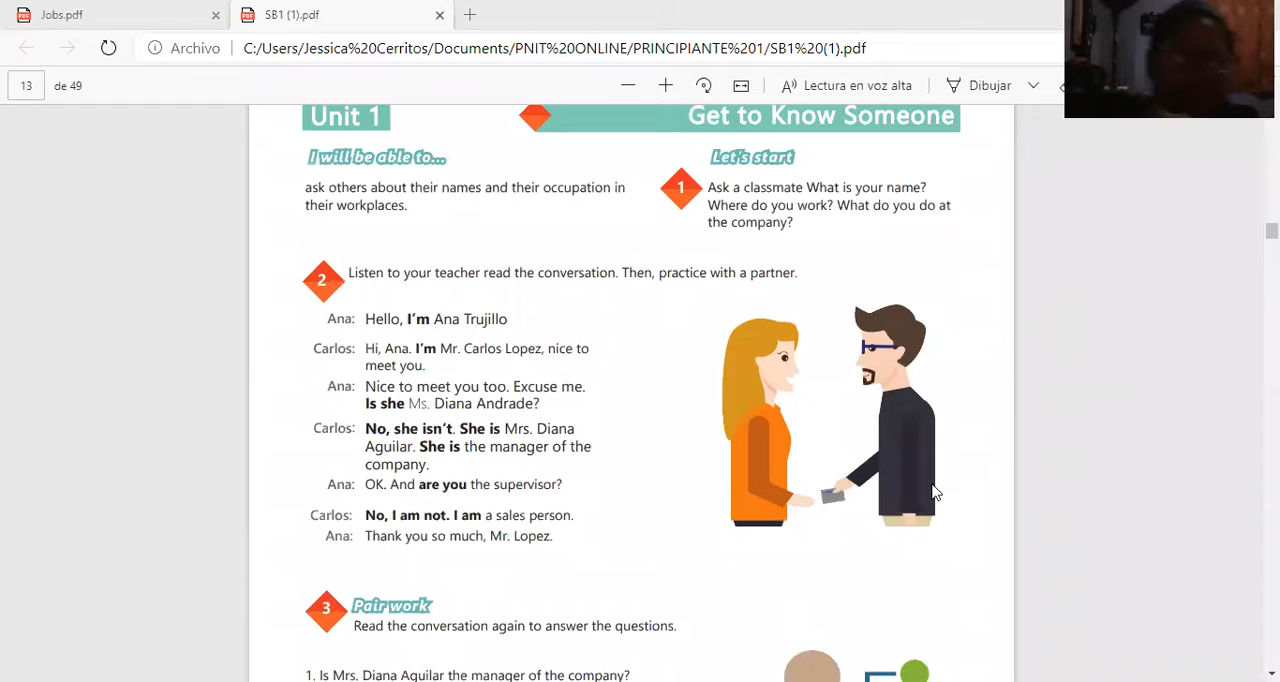 Jobs.pdf
SB1 (1).pdf
Archivo
C:/Users/Jessica%20Cerritos/Documents/PNIT%20ONLINE/PRINCIPIANTE%201/SB1%20(1).pdf
13
de 49
Lectura en voz alta
Dibujar
Unit 1
Get to Know Someone
I will be able to...
ask others about their names and their occupation in
their workplaces.
Let's start
1
Ask a classmate What is your name?
Where do you work? What do you do at
the company?
2
Listen to your teacher read the conversation. Then, practice with a partner.
Ana: Hello, I'm Ana Trujillo
Carlos: Hi, Ana. I'm Mr. Carlos Lopez, nice to
meet you.
Ana: Nice to meet you too. Excuse me.
Is she Ms. Diana Andrade?
Carlos: No, she isn't. She is Mrs. Diana
Aguilar. She is the manager of the
company.
Ana: OK. And are you the supervisor?
Carlos: No, I am not. I am a sales person.
Ana: Thank you so much, Mr. Lopez.
3
Pair work
Read the conversation again to answer the questions.
1. Is Mrs. Diana Aguilar the manager of the company?